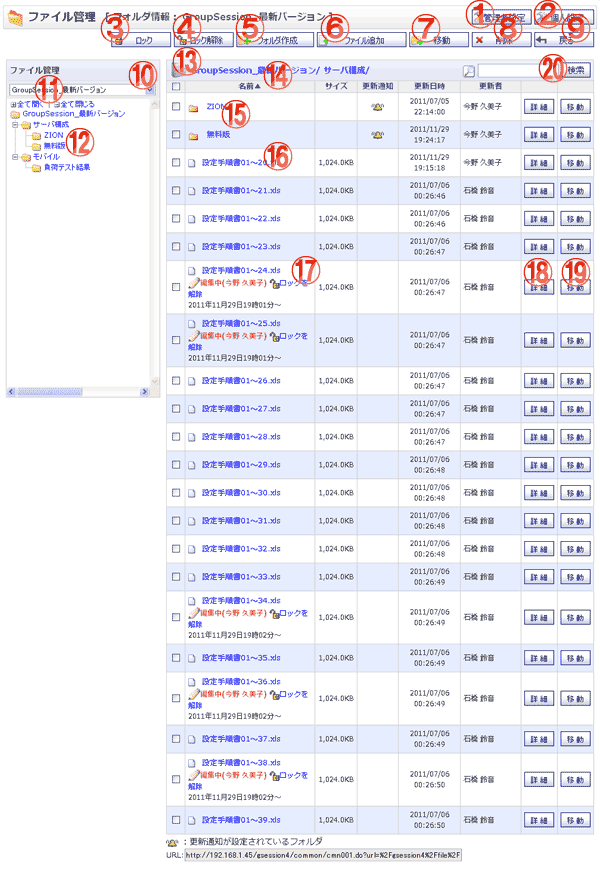 ファイル管理 [ フォルダ情報： GroupSession_最新バージョン ]
① ②
③ ロック ④ ロック解除 ⑤ フォルダ作成 ⑥ ファイル追加 ⑦ 移動 ⑧ 削除 ⑨ 戻る
ファイル管理 ⑩
⑪ GroupSession_最新バージョン
全て開く | 全て閉じる
GroupSession_最新バージョン
サーバ構成
ZION
無料版 ⑫
モバイル
負荷テスト結果
⑬ GroupSession_最新バージョン/ サーバ構成/ ⑭ ⑳ 検索
名前▲ サイズ 更新通知 更新日時 更新者
ZION ⑮ 2011/07/05 22:14:00 今野 久美子 詳細 移動
無料版 2011/11/29 19:24:17 今野 久美子 詳細 移動
設定手順書01～20.xls ⑯ 1,024.0KB 2011/11/29 19:15:18 今野 久美子 詳細 移動
設定手順書01～21.xls 1,024.0KB 2011/07/06 00:26:46 石橋 鈴音 詳細 移動
設定手順書01～22.xls 1,024.0KB 2011/07/06 00:26:46 石橋 鈴音 詳細 移動
設定手順書01～23.xls 1,024.0KB 2011/07/06 00:26:47 石橋 鈴音 詳細 移動
⑰ ⑱ ⑲
設定手順書01～24.xls
編集中(今野 久美子) ロックを解除
2011年11月29日19時01分～
1,024.0KB 2011/07/06 00:26:47 石橋 鈴音 詳細 移動
設定手順書01～25.xls
編集中(今野 久美子) ロックを解除
2011年11月29日19時02分～
1,024.0KB 2011/07/06 00:26:47 石橋 鈴音 詳細 移動
設定手順書01～26.xls 1,024.0KB 2011/07/06 00:26:47 石橋 鈴音 詳細 移動
設定手順書01～27.xls 1,024.0KB 2011/07/06 00:26:47 石橋 鈴音 詳細 移動
設定手順書01～28.xls 1,024.0KB 2011/07/06 00:26:47 石橋 鈴音 詳細 移動
設定手順書01～29.xls 1,024.0KB 2011/07/06 00:26:48 石橋 鈴音 詳細 移動
設定手順書01～30.xls 1,024.0KB 2011/07/06 00:26:48 石橋 鈴音 詳細 移動
設定手順書01～31.xls 1,024.0KB 2011/07/06 00:26:48 石橋 鈴音 詳細 移動
設定手順書01～32.xls 1,024.0KB 2011/07/06 00:26:48 石橋 鈴音 詳細 移動
設定手順書01～33.xls 1,024.0KB 2011/07/06 00:26:49 石橋 鈴音 詳細 移動
設定手順書01～34.xls
編集中(今野 久美子) ロックを解除
2011年11月29日19時02分～
1,024.0KB 2011/07/06 00:26:49 石橋 鈴音 詳細 移動
設定手順書01～35.xls 1,024.0KB 2011/07/06 00:26:49 石橋 鈴音 詳細 移動
設定手順書01～36.xls
編集中(今野 久美子) ロックを解除
2011年11月29日19時02分～
1,024.0KB 2011/07/06 00:26:49 石橋 鈴音 詳細 移動
設定手順書01～37.xls 1,024.0KB 2011/07/06 00:26:49 石橋 鈴音 詳細 移動
設定手順書01～38.xls
編集中(今野 久美子) ロックを解除
2011年11月29日19時02分～
1,024.0KB 2011/07/06 00:26:50 石橋 鈴音 詳細 移動
設定手順書01～39.xls 1,024.0KB 2011/07/06 00:26:50 石橋 鈴音 詳細 移動
：更新通知が設定されているフォルダ
URL: http://192.168.1.45/gsession4/common/cmn001.do?url=%2Fgsession4%2Ffile%2F